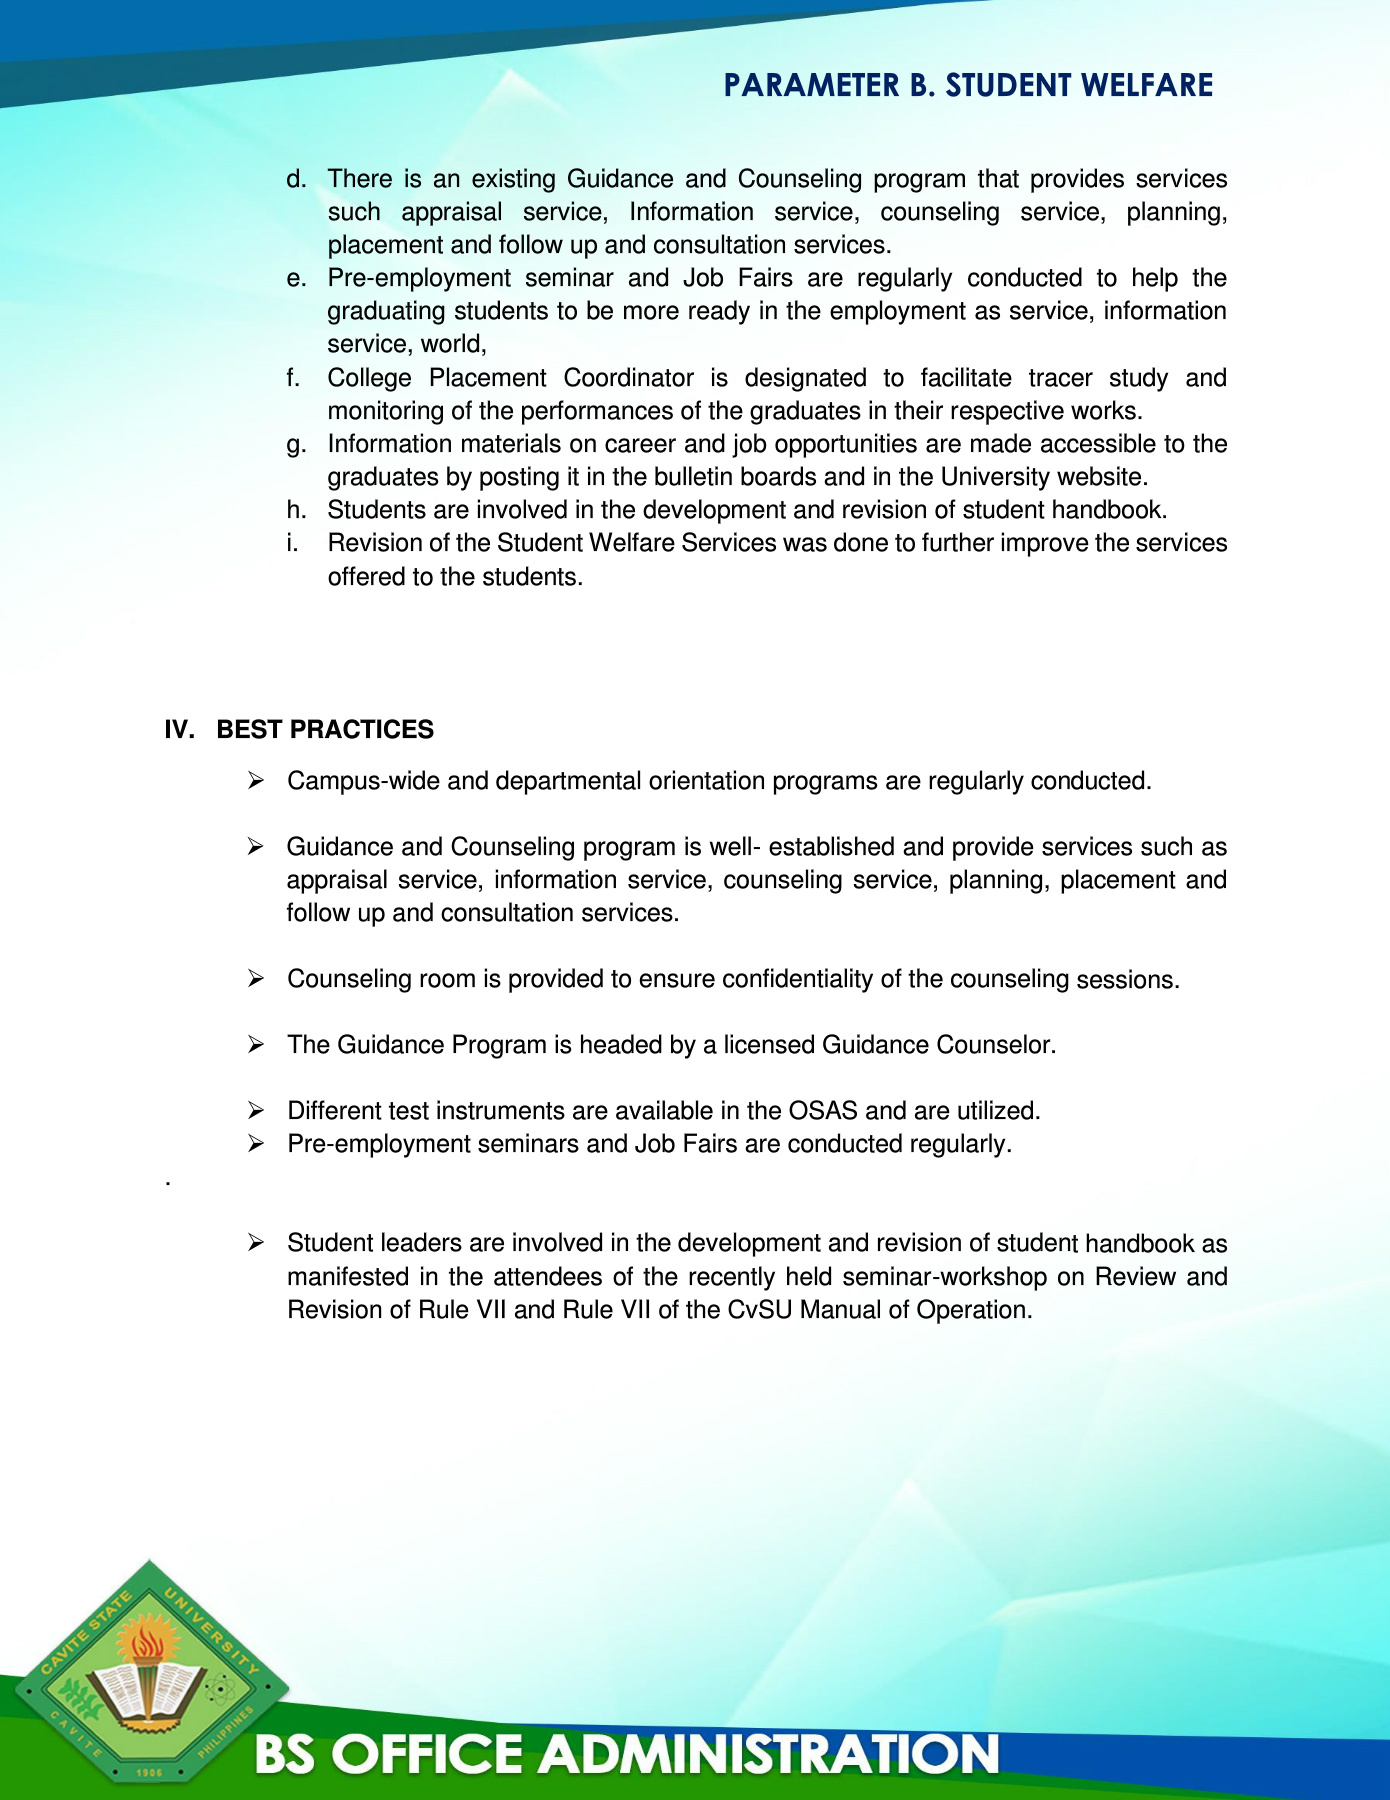 PARAMETER B. STUDENT WELFARE
d. There is an existing Guidance and Counseling program that provides services
such appraisal service, Information service, counseling service, planning,
placement and follow up and consultation services.
e. Pre-employment seminar and Job Fairs are regularly conducted to help the
graduating students to be more ready in the employment as service, information
service, world,
f. College Placement Coordinator is designated to facilitate tracer study and
monitoring of the performances of the graduates in their respective works.
g. Information materials on career and job opportunities are made accessible to the
graduates by posting it in the bulletin boards and in the University website.
h. Students are involved in the development and revision of student handbook.
i. Revision of the Student Welfare Services was done to further improve the services
offered to the students.
IV. BEST PRACTICES
➢ Campus-wide and departmental orientation programs are regularly conducted.
➢ Guidance and Counseling program is well- established and provide services such as
appraisal service, information service, counseling service, planning, placement and
follow up and consultation services.
➢ Counseling room is provided to ensure confidentiality of the counseling sessions.
➢ The Guidance Program is headed by a licensed Guidance Counselor.
➢ Different test instruments are available in the OSAS and are utilized.
➢ Pre-employment seminars and Job Fairs are conducted regularly.
.
➢ Student leaders are involved in the development and revision of student handbook as
manifested in the attendees of the recently held seminar-workshop on Review and
Revision of Rule VII and Rule VII of the CvSU Manual of Operation.
CAVITE STATE UNIVERSITY
CAVITE PHILIPPINES
1906
BS OFFICE ADMINISTRATION